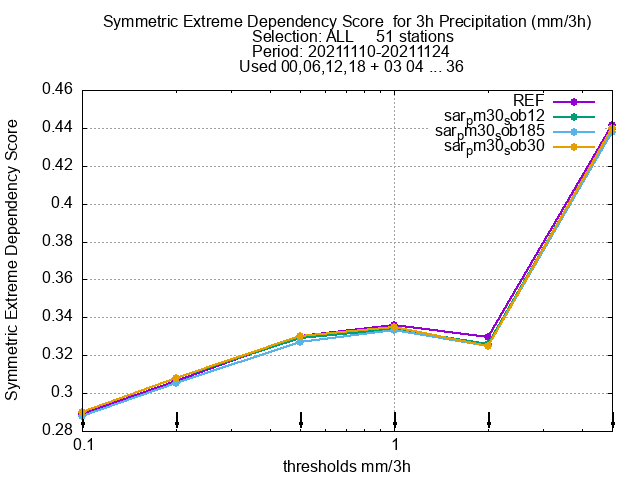 Symmetric Extreme Dependency Score  for 3h Precipitation (mm/3h)
Selection: ALL     51 stations
Period: 20211110-20211124
Used 00,06,12,18 + 03 04 ... 36
Symmetric Extreme Dependency Score
0.46
0.44
0.42
0.4
0.38
0.36
0.34
0.32
0.3
0.28
REF
sarpm30sob12
sarpm30sob185
sarpm30sob30
0.1
1
thresholds mm/3h